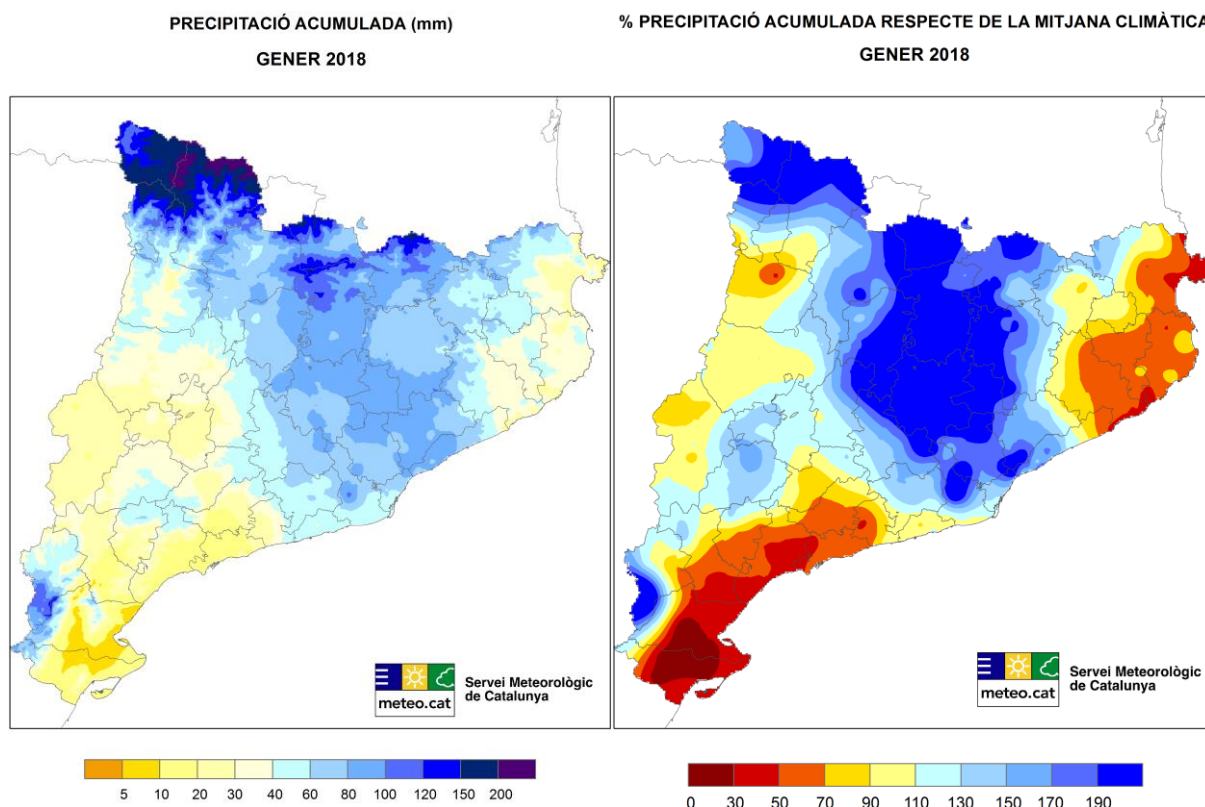 PRECIPITACIÓ ACUMULADA (mm)
GENER 2018
% PRECIPITACIÓ ACUMULADA RESPECTE DE LA MITJANA CLIMÀTICA
GENER 2018
meteo.cat
Servei Meteorològic
de Catalunya
meteo.cat
Servei Meteorològic
de Catalunya
5 10 20 30 40 60 80 100 120 150 200
0 30 50 70 90 110 130 150 170 190